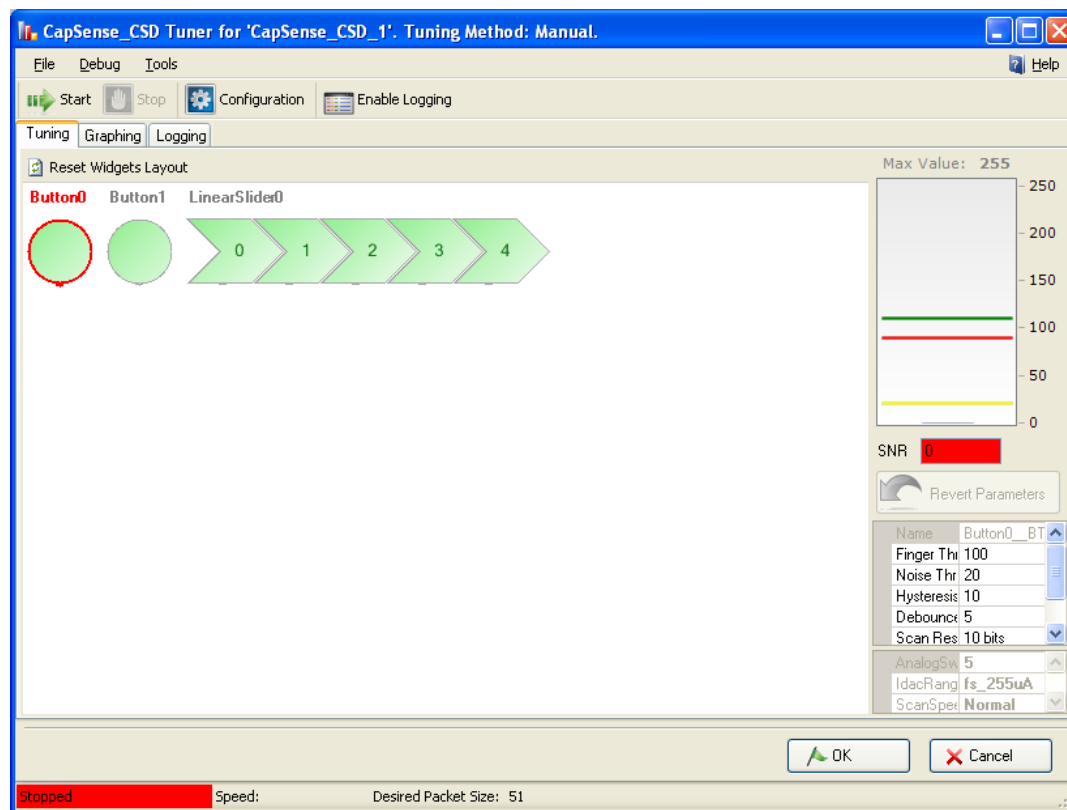 CapSense_CSD Tuner for 'CapSense_CSD_1'. Tuning Method: Manual.
File Debug Tools Help
Start Stop Configuration Enable Logging
Tuning Graphing Logging
Reset Widgets Layout
Button0 Button1 LinearSlider0
0 1 2 3 4
Max Value: 255
250
200
150
100
50
0
SNR 0
Revert Parameters
Name Button0__BT
Finger Thr 100
Noise Thr 20
Hysteresis 10
Debounce 5
Scan Res 10 bits
AnalogSw 5
IdacRang fs_255uA
ScanSpee Normal
OK Cancel
Stopped Speed: Desired Packet Size: 51